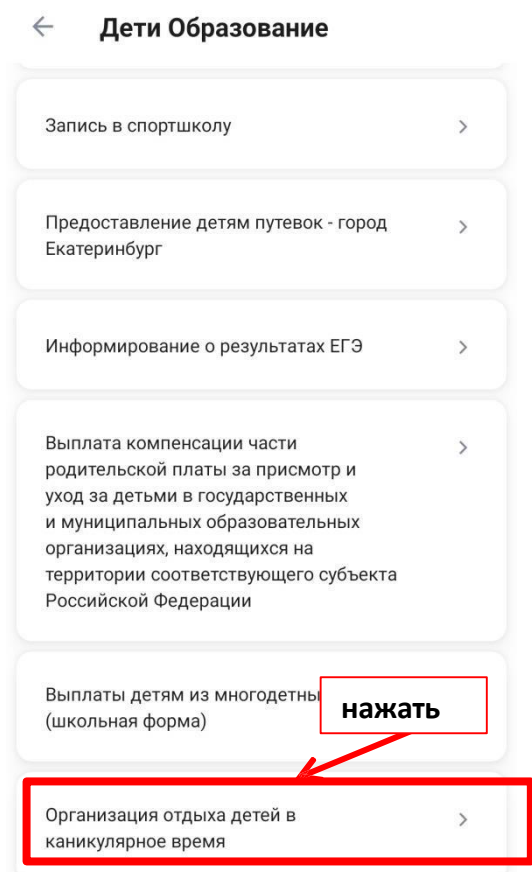 Дети Образование
Запись в спортшколу
Предоставление детям путевок - город
Екатеринбург
Информирование о результатах ЕГЭ
Выплата компенсации части
родительской платы за присмотр и
уход за детьми в государственных
и муниципальных образовательных
организациях, находящихся на
территории соответствующего субъекта
Российской Федерации
Выплаты детям из
(школьная форма)
нажать
Организация отдыха детей в
каникулярное время